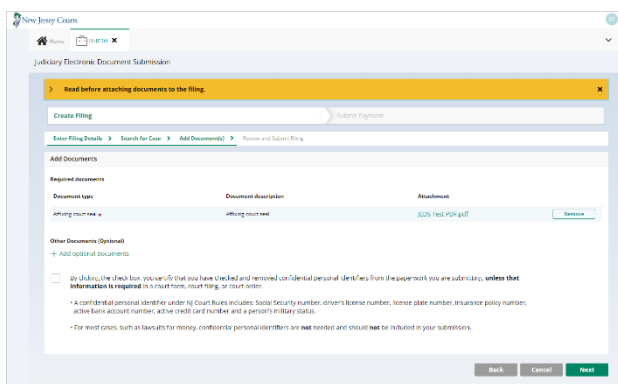 New Jersey Courts
Home
Judiciary Electronic Document Submission
Read before attaching documents to the filing.
Create Filing
Submit Payment
Enter Filing Details > Search for Case > Add Document(s) > Review and Submit Filing
Add Documents
Required documents
Document type Document description Attachment
Affixing court seal * Affixing court seal JEDS Test PDF.pdf Remove
Other Documents (Optional)
+ Add optional documents
By clicking the check box, you certify that you have checked and removed confidential personal identifiers from the paperwork you are submitting, unless that
information is required in a court form, court filing, or court order.
• A confidential personal identifier under NJ Court Rules includes: Social Security number, driver's license number, license plate number, insurance policy number,
active bank account number, active credit card number and a person's military status.
• For most cases, such as lawsuits for money, confidential personal identifiers are not needed and should not be included in your submission.
Back Cancel Next